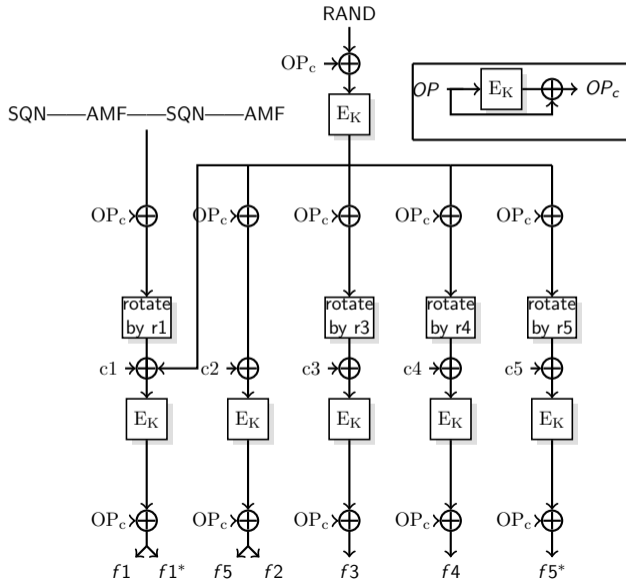 RAND
OPc
EK
OP EK OPc
SQN——AMF——SQN——AMF
OPc OPc OPc OPc OPc
rotate by r1
rotate by r3
rotate by r4
rotate by r5
c1 c2 c3 c4 c5
EK EK EK EK EK
OPc OPc OPc OPc OPc
f1 f1* f5 f2 f3 f4 f5*